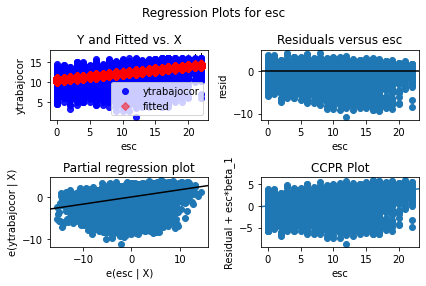 Regression Plots for esc
Y and Fitted vs. X
ytrabajocor
15
10
5
ytrabajocor
fitted
0
5
10
15
20
esc
Residuals versus esc
resid
0
−10
0
5
10
15
20
esc
Partial regression plot
e(ytrabajocor | X)
0
−10
−10
0
10
e(esc | X)
CCPR Plot
Residual + esc*beta_1
5
0
−5
0
5
10
15
20
esc